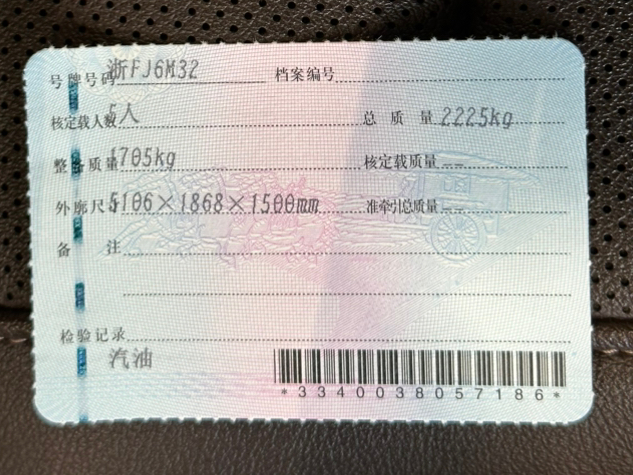 号牌号码 浙FJ6M32 档案编号
核定载人数 5人 总质量 2225kg
整备质量 1705kg 核定载质量 --
外廓尺寸 5106×1868×1500mm 准牵引总质量 --
备注
检验记录
汽油
*3340038057186*